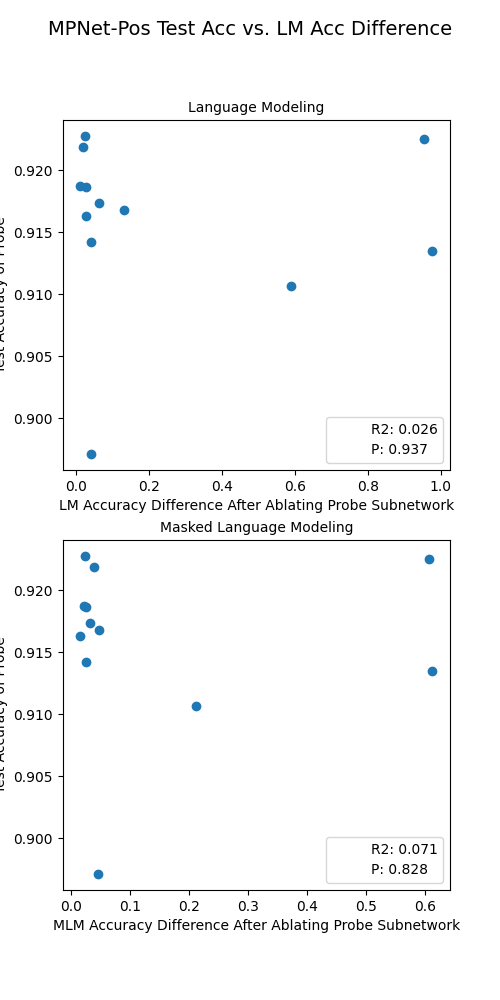 MPNet-Pos Test Acc vs. LM Acc Difference
Language Modeling
0.920
0.915
0.910
0.905
0.900
Test Accuracy of Probe
R2: 0.026
P: 0.937
0.0 0.2 0.4 0.6 0.8 1.0
LM Accuracy Difference After Ablating Probe Subnetwork
Masked Language Modeling
0.920
0.915
0.910
0.905
0.900
Test Accuracy of Probe
R2: 0.071
P: 0.828
0.0 0.1 0.2 0.3 0.4 0.5 0.6
MLM Accuracy Difference After Ablating Probe Subnetwork